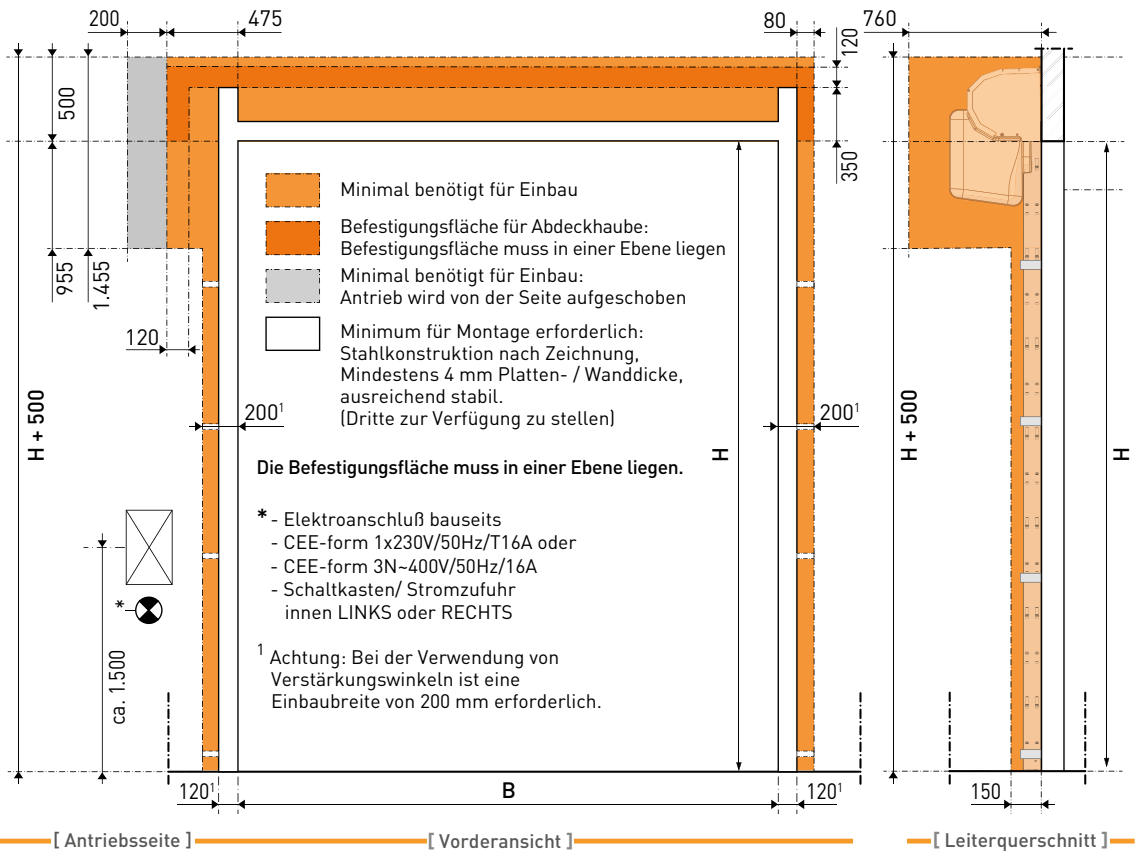 200
475
80
760
120
500
350
955
1.455
120
Minimal benötigt für Einbau
Befestigungsfläche für Abdeckhaube:
Befestigungsfläche muss in einer Ebene liegen
Minimal benötigt für Einbau:
Antrieb wird von der Seite aufgeschoben
Minimum für Montage erforderlich:
Stahlkonstruktion nach Zeichnung,
Mindestens 4 mm Platten- / Wanddicke,
ausreichend stabil.
(Dritte zur Verfügung zu stellen)
H + 500
200¹
200¹
H
H + 500
H
Die Befestigungsfläche muss in einer Ebene liegen.
* - Elektroanschluß bauseits
- CEE-form 1x230V/50Hz/T16A oder
- CEE-form 3N~400V/50Hz/16A
- Schaltkasten/ Stromzufuhr
innen LINKS oder RECHTS
*
ca. 1.500
¹ Achtung: Bei der Verwendung von
Verstärkungswinkeln ist eine
Einbaubreite von 200 mm erforderlich.
120¹
B
120¹
150
[ Antriebsseite ]
[ Vorderansicht ]
[ Leiterquerschnitt ]